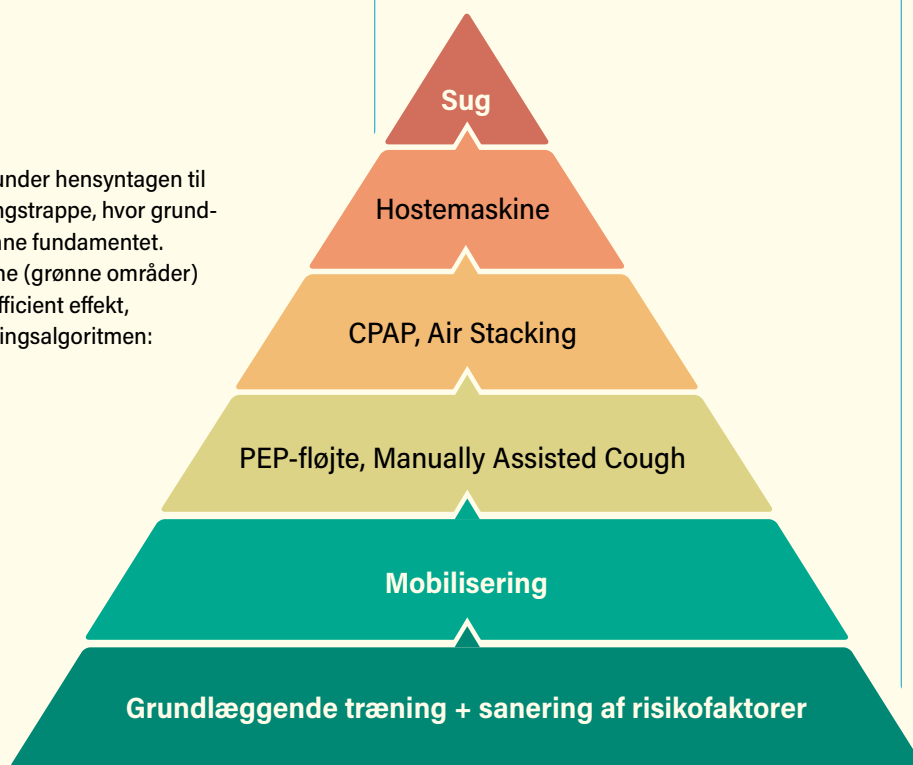 under hensyntagen til
ngstrappe, hvor grund-
ne fundamentet.
ne (grønne områder)
fficient effekt,
ingsalgoritmen:
Sug
Hostemaskine
CPAP, Air Stacking
PEP-fløjte, Manually Assisted Cough
Mobilisering
Grundlæggende træning + sanering af risikofaktorer